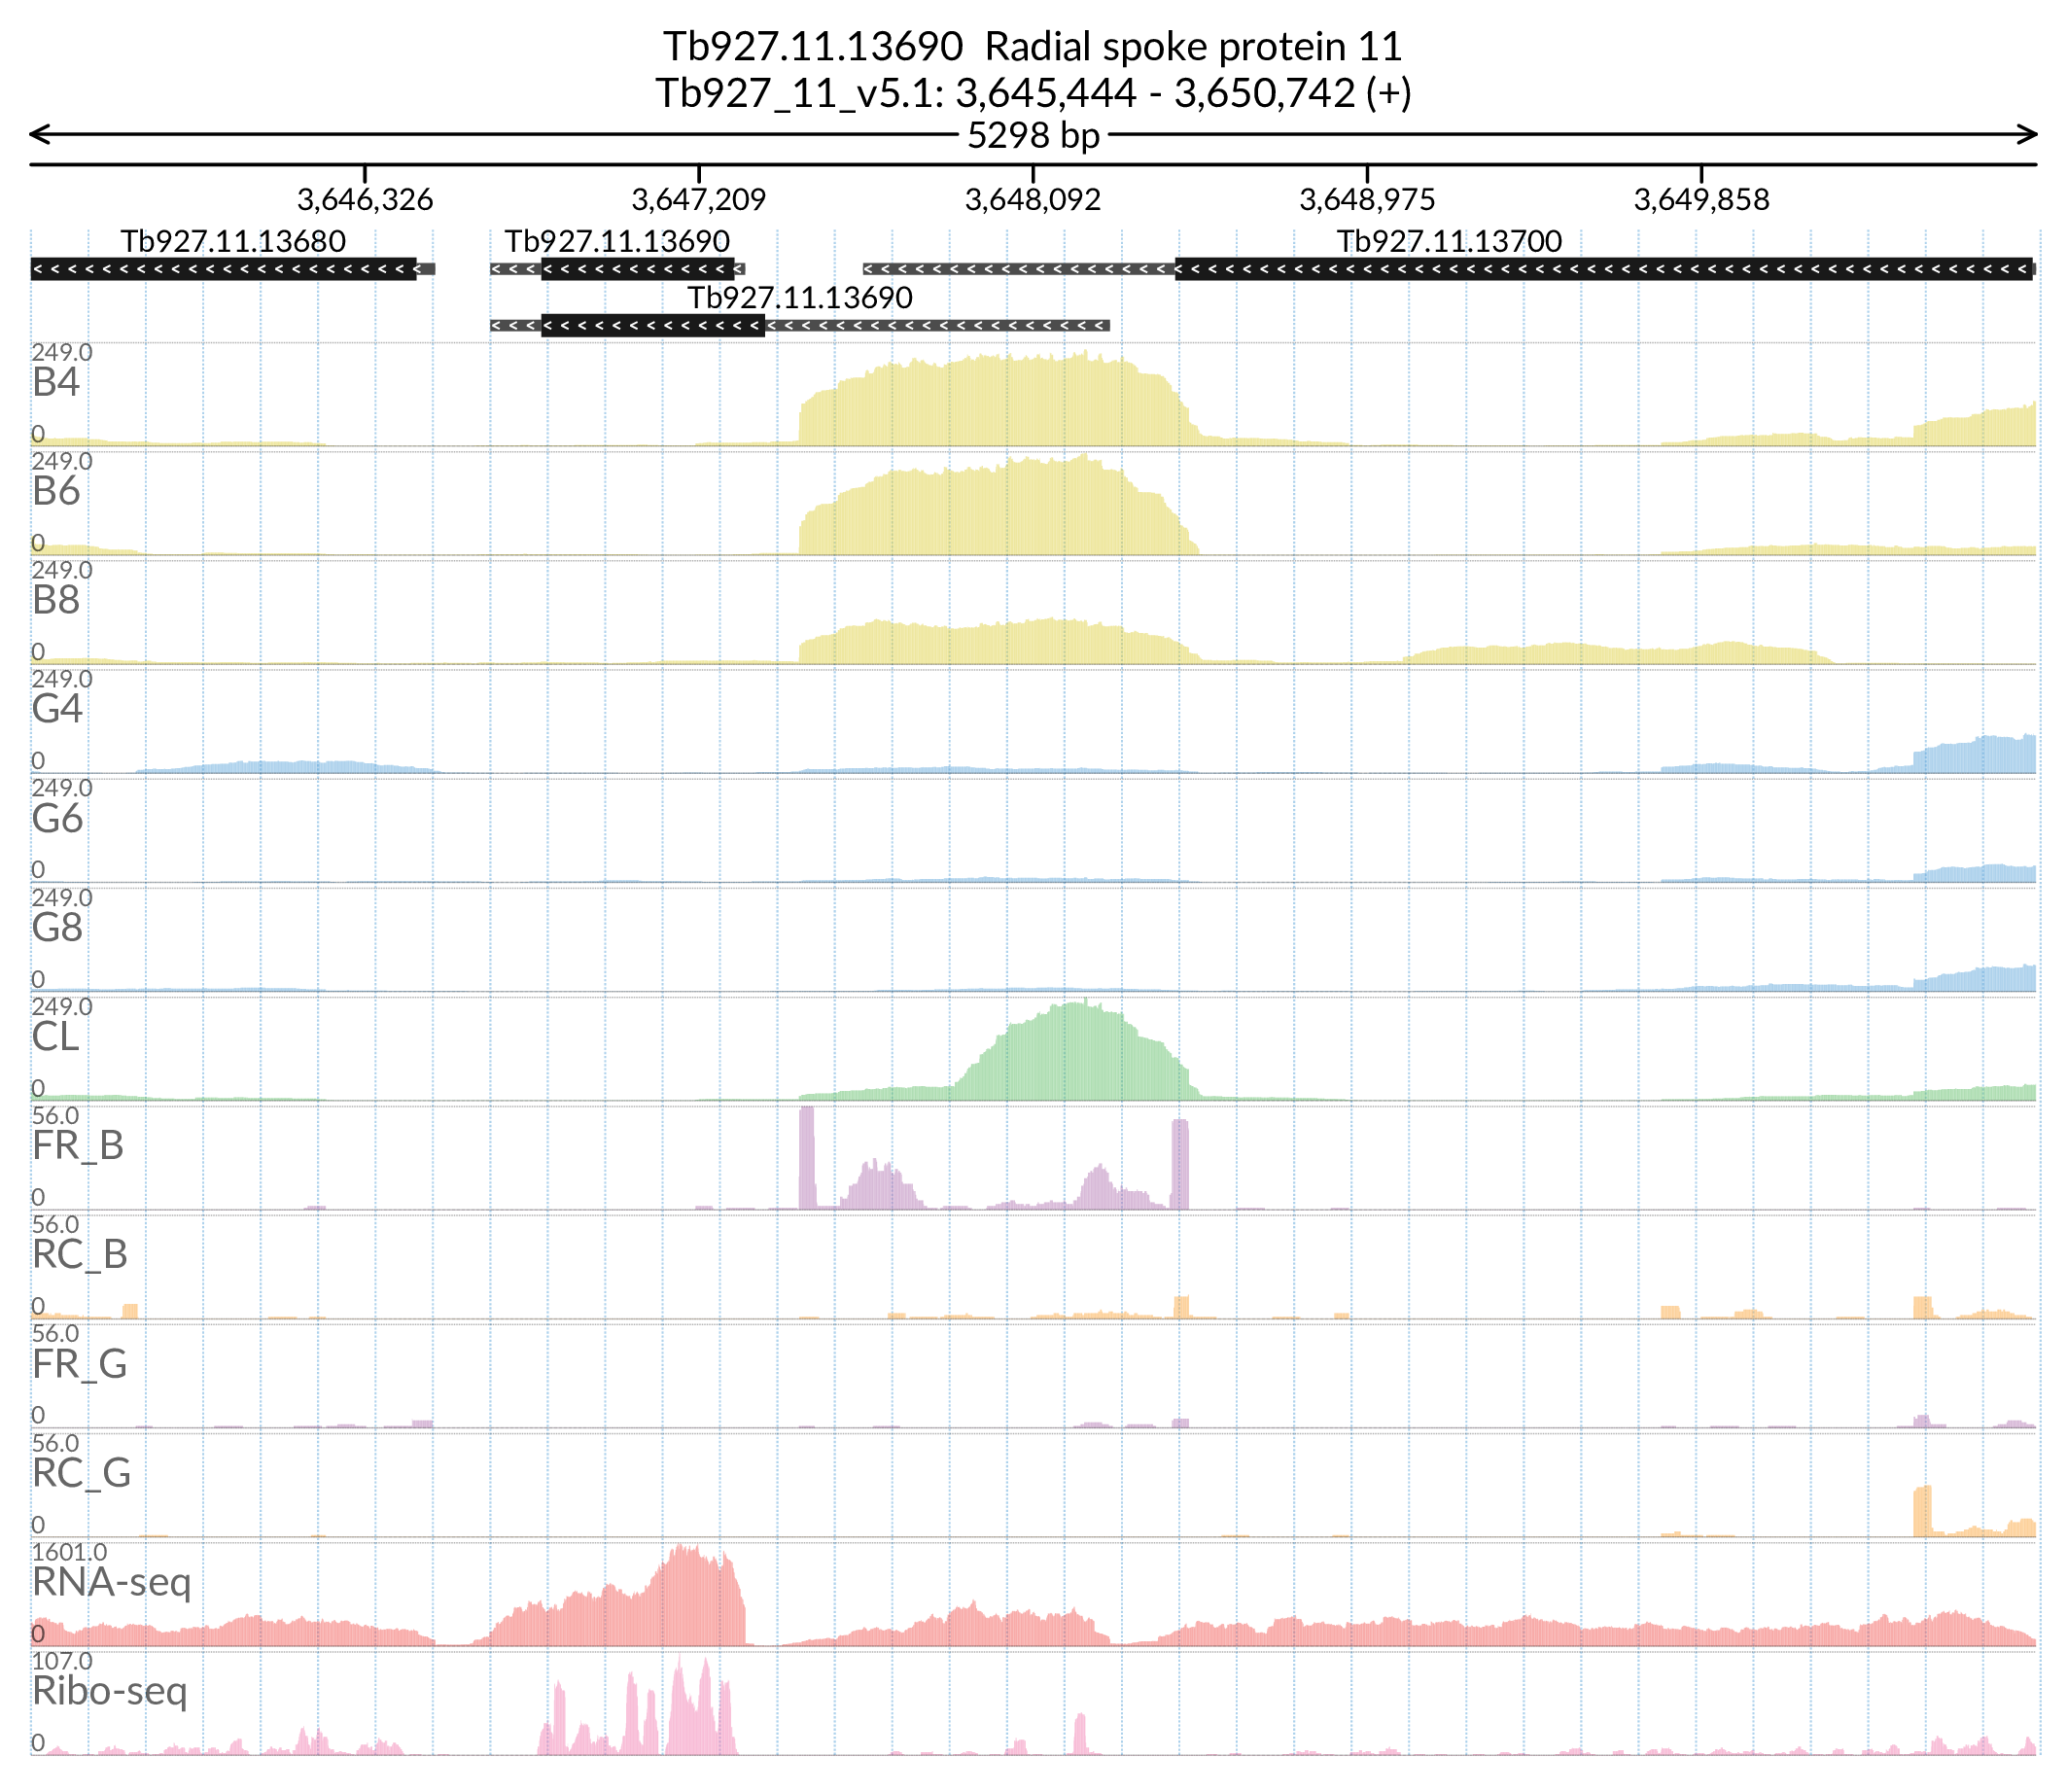 Tb927.11.13690 Radial spoke protein 11
Tb927_11_v5.1: 3,645,444 - 3,650,742 (+)
5298 bp
3,646,326 3,647,209 3,648,092 3,648,975 3,649,858
Tb927.11.13680 Tb927.11.13690 Tb927.11.13700
Tb927.11.13690
249.0
B4
0
249.0
B6
0
249.0
B8
0
249.0
G4
0
249.0
G6
0
249.0
G8
0
249.0
CL
0
56.0
FR_B
0
56.0
RC_B
0
56.0
FR_G
0
56.0
RC_G
0
1601.0
RNA-seq
0
107.0
Ribo-seq
0